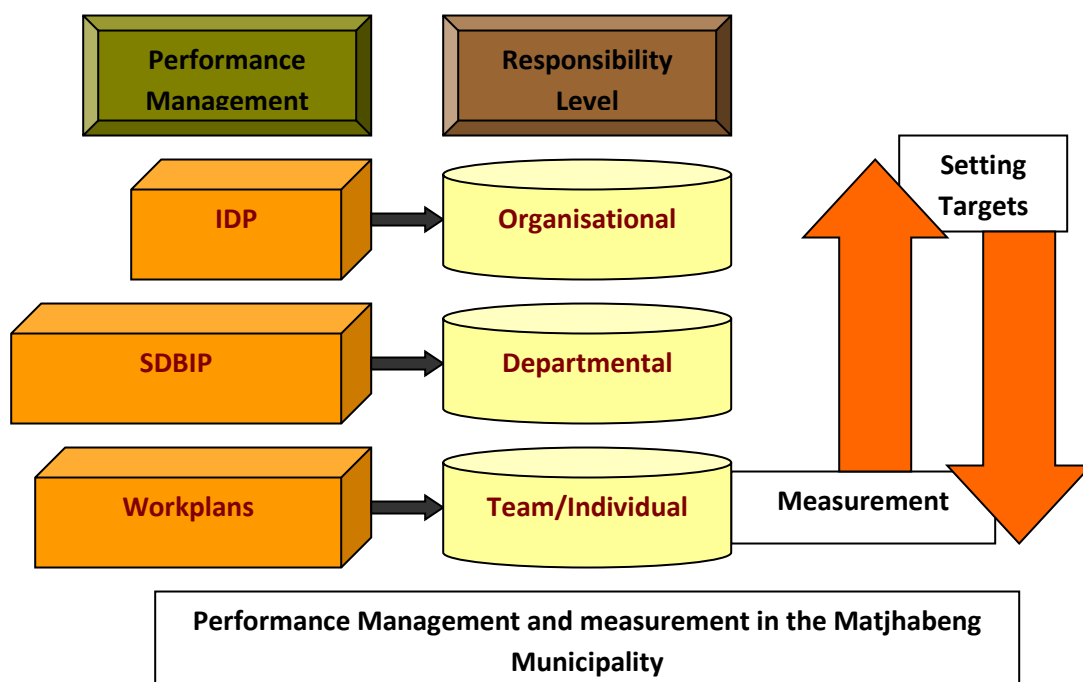 Performance
Management
Responsibility
Level
Setting
Targets
IDP
Organisational
SDBIP
Departmental
Workplans
Team/Individual
Measurement
Performance Management and measurement in the Matjhabeng
Municipality